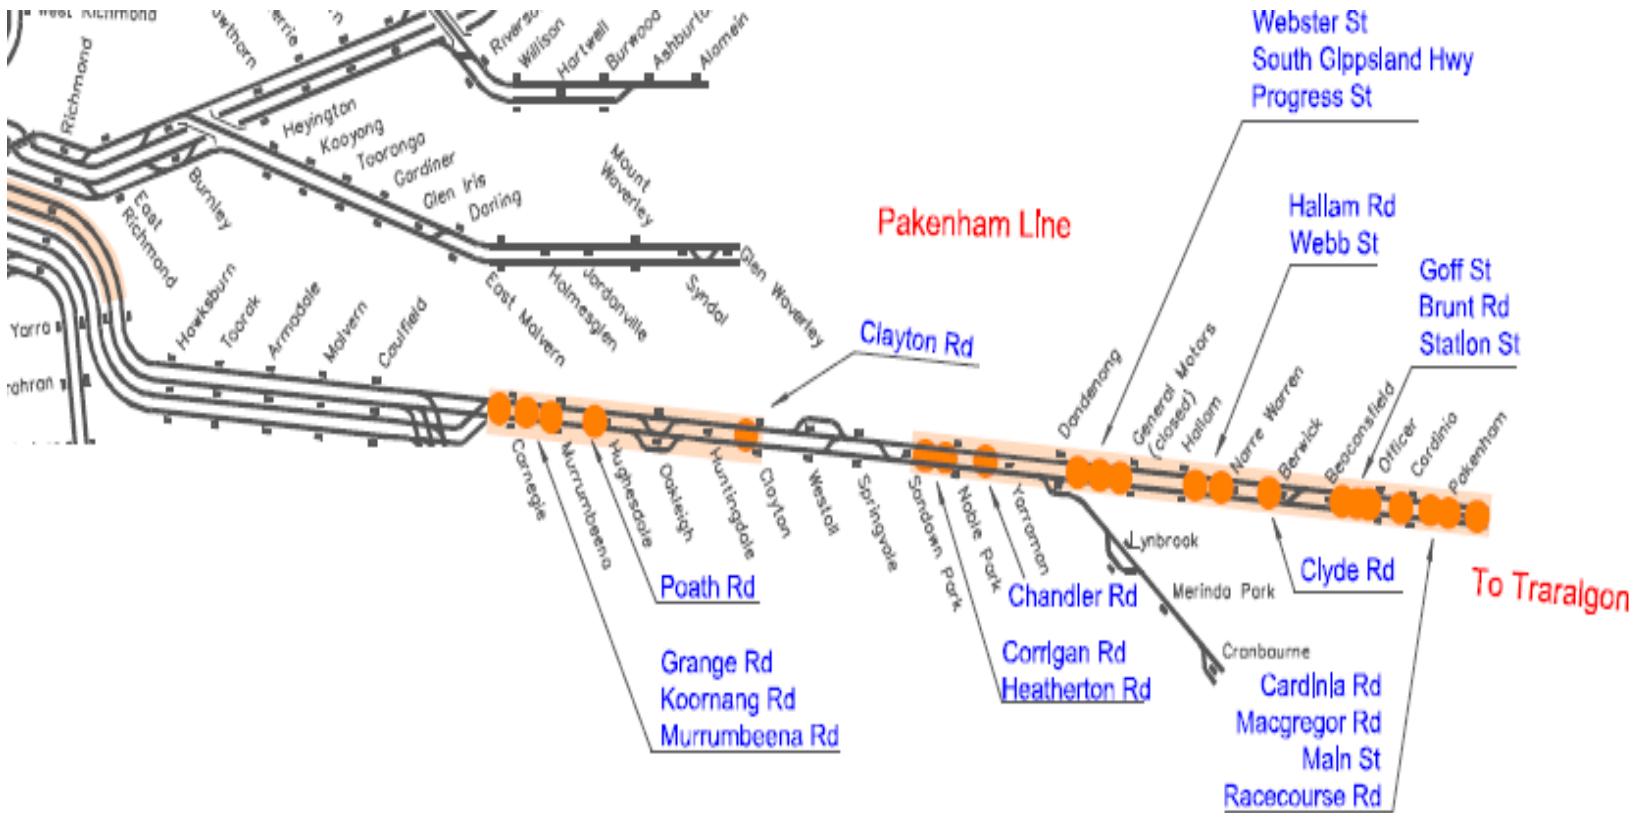 West Richmond
Richmond
Willison
Hartwell
Burwood
Alamein
Webster St
South Gippsland Hwy
Progress St
Heyington
Kooyong
Tooronga
Gardiner
Glen Iris
Darling
Mount
Waverley
Burnley
East
Richmond
Pakenham Line
Hallam Rd
Webb St
Goff St
Brunt Rd
Station St
Yarra
Hawksburn
Toorak
Armadale
Malvern
Caulfield
East Malvern
Holmesglen
Jordanville
Syndal
Glen Waverley
Clayton Rd
Dandenong
General Motors
(closed)
Hallam
Narre Warren
Berwick
Beaconsfield
Officer
Cardinia
Pakenham
Carnegie
Murrumbeena
Hughesdale
Oakleigh
Huntingdale
Clayton
Westall
Springvale
Sandown Park
Noble Park
Yarraman
Lynbrook
Merinda Park
Cranbourne
Poath Rd
Chandler Rd
Clyde Rd
To Traralgon
Grange Rd
Koornang Rd
Murrumbeena Rd
Corrigan Rd
Heatherton Rd
Cardinia Rd
Macgregor Rd
Main St
Racecourse Rd